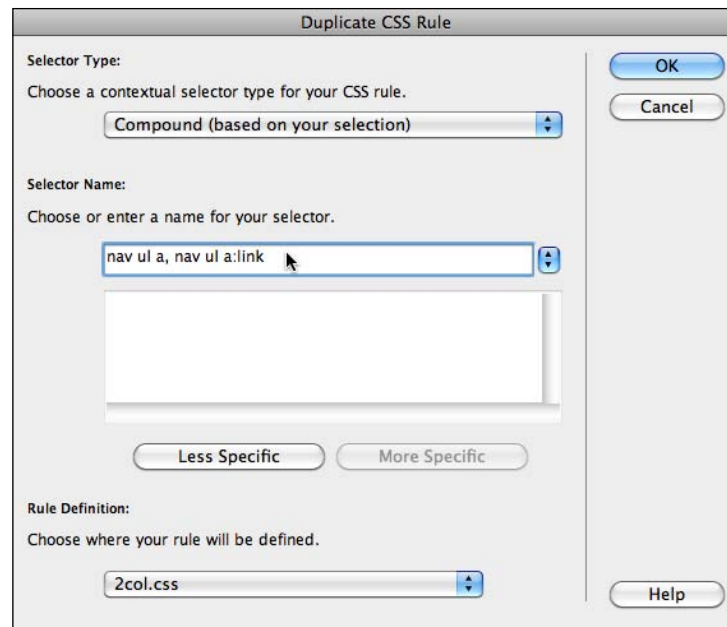 Duplicate CSS Rule
Selector Type:
Choose a contextual selector type for your CSS rule.
Compound (based on your selection)
OK
Cancel
Selector Name:
Choose or enter a name for your selector.
nav ul a, nav ul a:link
Less Specific
More Specific
Rule Definition:
Choose where your rule will be defined.
2col.css
Help